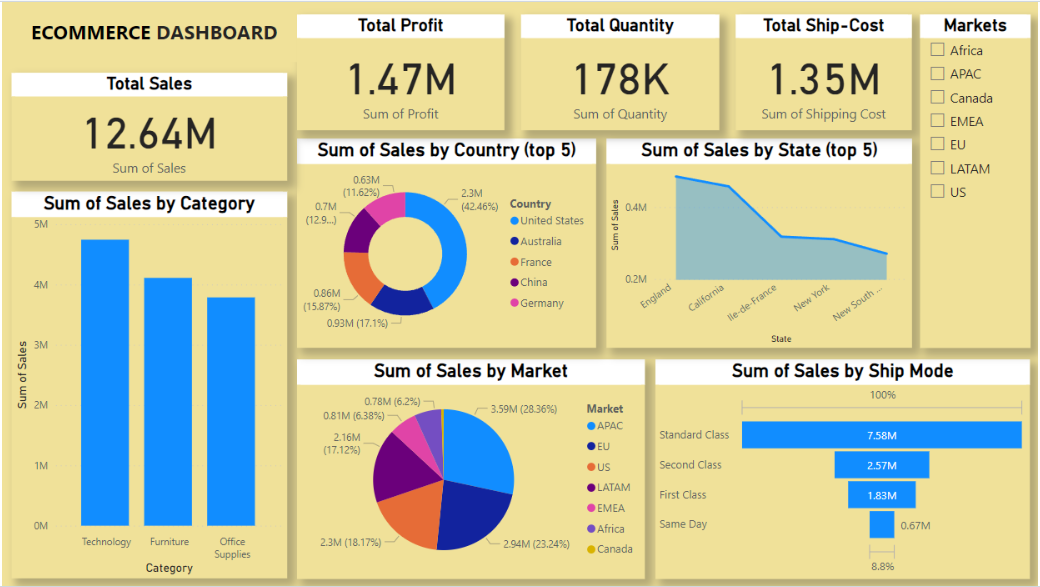 ECOMMERCE DASHBOARD
Total Sales
12.64M
Sum of Sales
Total Profit
1.47M
Sum of Profit
Total Quantity
178K
Sum of Quantity
Total Ship-Cost
1.35M
Sum of Shipping Cost
Markets
Africa
APAC
Canada
EMEA
EU
LATAM
US
Sum of Sales by Category
5M
4M
3M
2M
1M
0M
Sum of Sales
Technology
Furniture
Office
Supplies
Category
Sum of Sales by Country (top 5)
0.63M
(11.62%)
0.7M
(12.9...)
0.86M
(15.87%)
0.93M (17.1%)
2.3M
(42.46%)
Country
United States
Australia
France
China
Germany
Sum of Sales by State (top 5)
Sum of Sales
0.4M
0.2M
England
California
Ile-de-France
New York
New South ...
State
Sum of Sales by Market
0.78M (6.2%)
0.81M (6.38%)
2.16M
(17.12%)
2.3M (18.17%)
3.59M (28.36%)
2.94M (23.24%)
Market
APAC
EU
US
LATAM
EMEA
Africa
Canada
Sum of Sales by Ship Mode
100%
Standard Class
7.58M
Second Class
2.57M
First Class
1.83M
Same Day
0.67M
8.8%